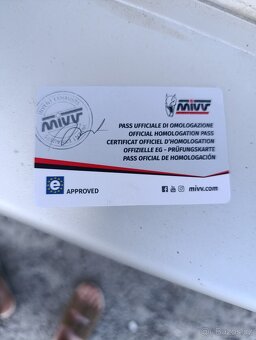 mivv
mivv
PASS UFFICIALE DI OMOLOGAZIONE
OFFICIAL HOMOLOGATION PASS
CERTIFICAT OFFICIEL D'HOMOLOGATION
OFFIZIELLE EG - PRÜFUNGSKARTE
PASS OFICIAL DE HOMOLOGACIÓN
e APPROVED
mivv.com